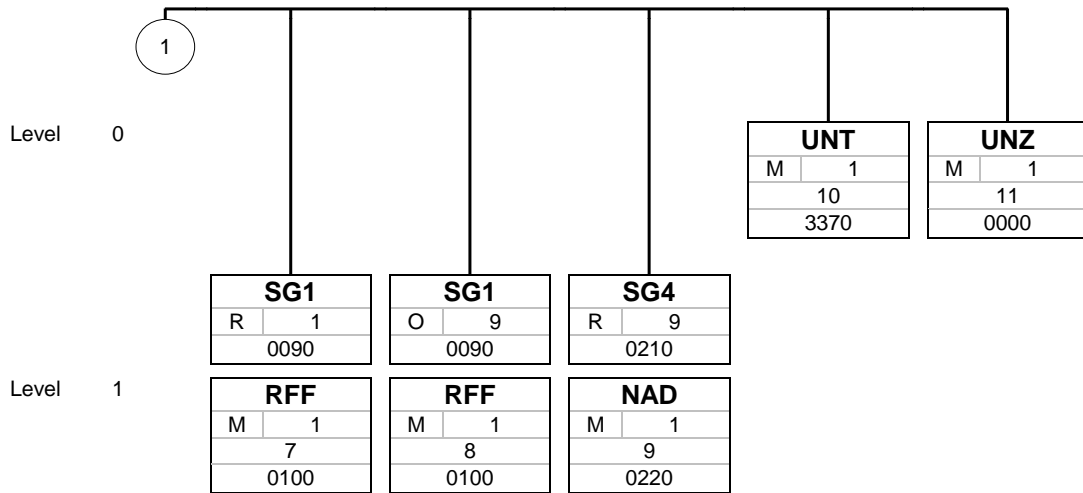 1
Level 0
UNT UNZ
M 1 M 1
10 11
3370 0000
SG1 SG1 SG4
R 1 O 9 R 9
0090 0090 0210
Level 1
RFF RFF NAD
M 1 M 1 M 1
7 8 9
0100 0100 0220